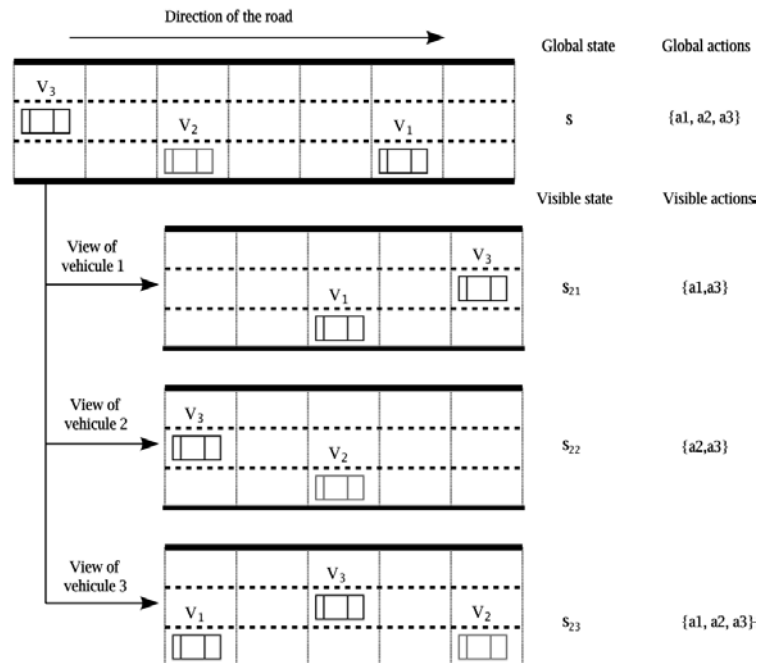 Direction of the road
Global state Global actions
V3
V2 V1
s {a1, a2, a3}
Visible state Visible actions
View of
vehicule 1
V3
V1
s21 {a1,a3}
View of
vehicule 2
V3
V2
s22 {a2,a3}
View of
vehicule 3
V3
V1 V2
s23 {a1, a2, a3}